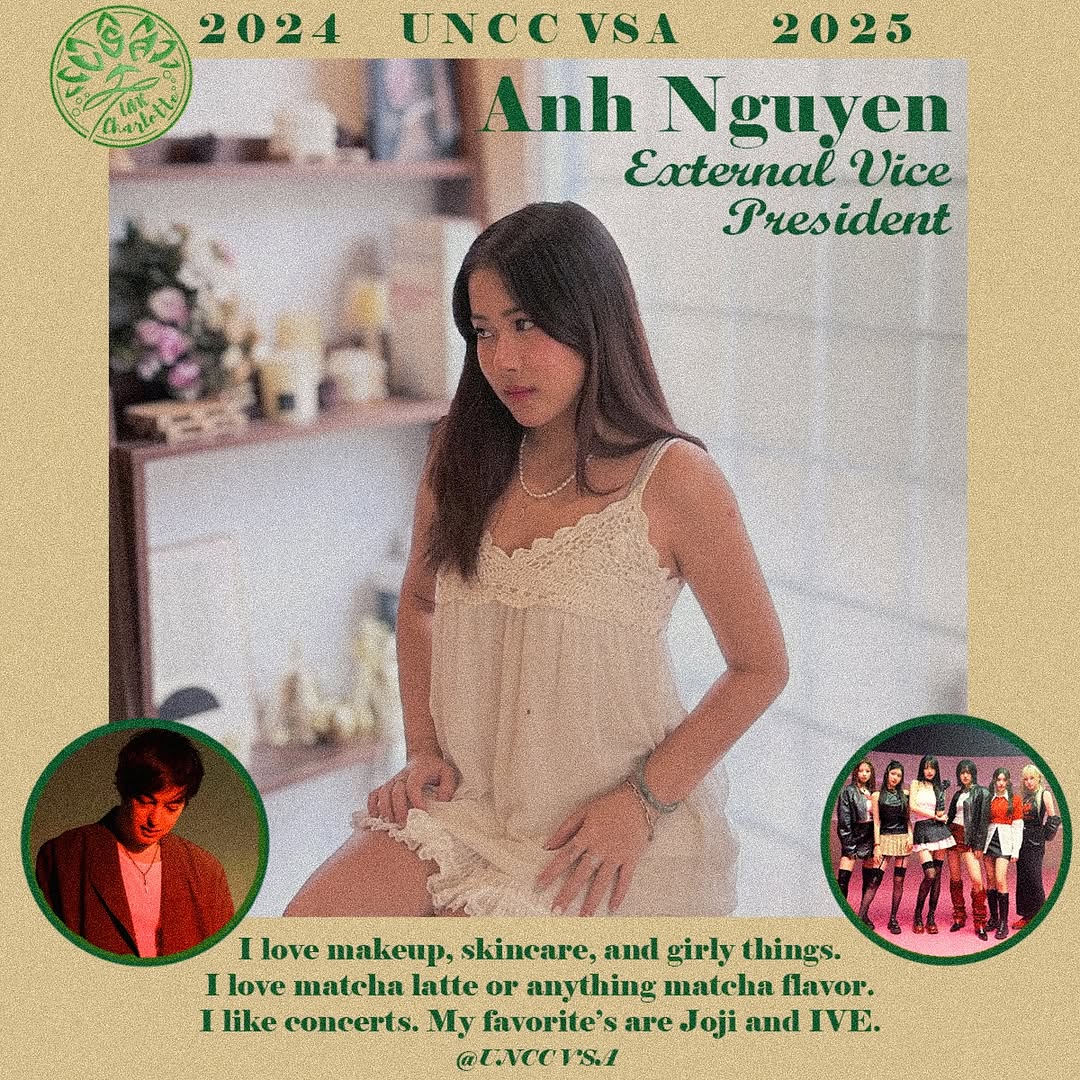 2024 UNCC VSA 2025
Anh Nguyen
External Vice
President
Charlotte
I love makeup, skincare, and girly things.
I love matcha latte or anything matcha flavor.
I like concerts. My favorite's are Joji and IVE.
@UNCCVSA